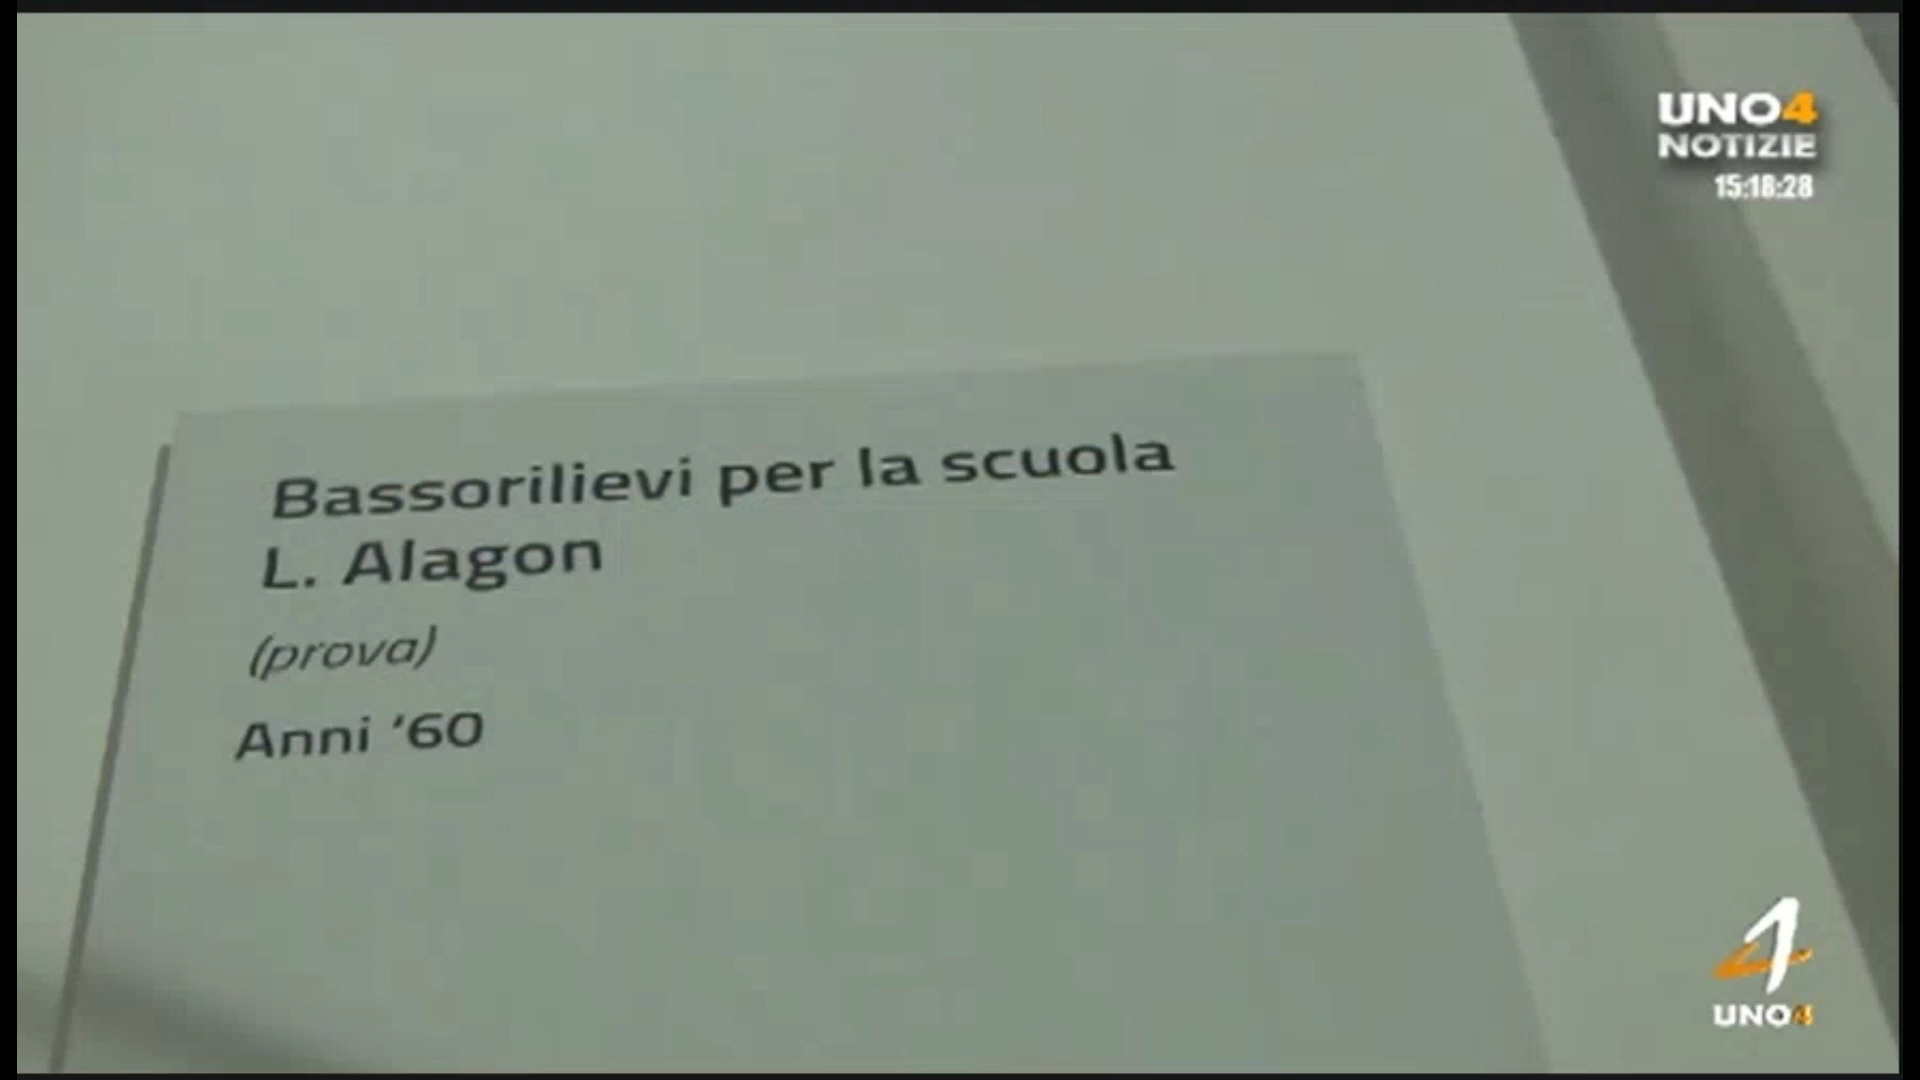 UNO4
NOTIZIE
15:18:28
Bassorilievi per la scuola
L. Alagon
(prova)
Anni '60
UNO4